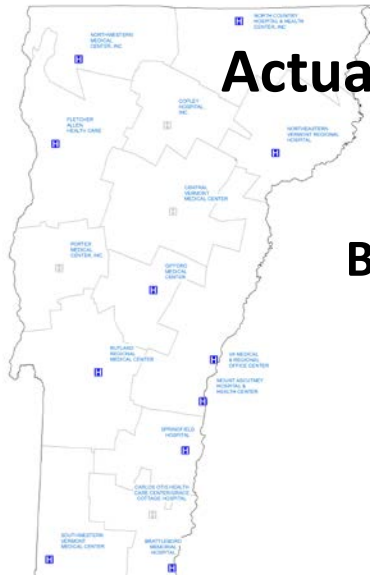 NORTH COUNTRY
HOSPITAL & HEALTH
CENTER, INC
NORTHWESTERN
MEDICAL
CENTER, INC
Actua
COPLEY
HOSPITAL,
INC.
FLETCHER
ALLEN
HEALTH CARE
NORTHEASTERN
VERMONT REGIONAL
HOSPITAL
CENTRAL
VERMONT
MEDICAL CENTER
PORTER
MEDICAL
CENTER, INC.
GIFFORD
MEDICAL
CENTER
B
RUTLAND
REGIONAL
MEDICAL CENTER
VA MEDICAL
& REGIONAL
OFFICE CENTER
MOUNT ASCUTNEY
HOSPITAL &
HEALTH CENTER
SPRINGFIELD
HOSPITAL
CARLOS OTIS HEALTH
CARE CENTER/GRACE
COTTAGE HOSPITAL
SOUTHWESTERN
VERMONT
MEDICAL CENTER
BRATTLEBORO
MEMORIAL
HOSPITAL